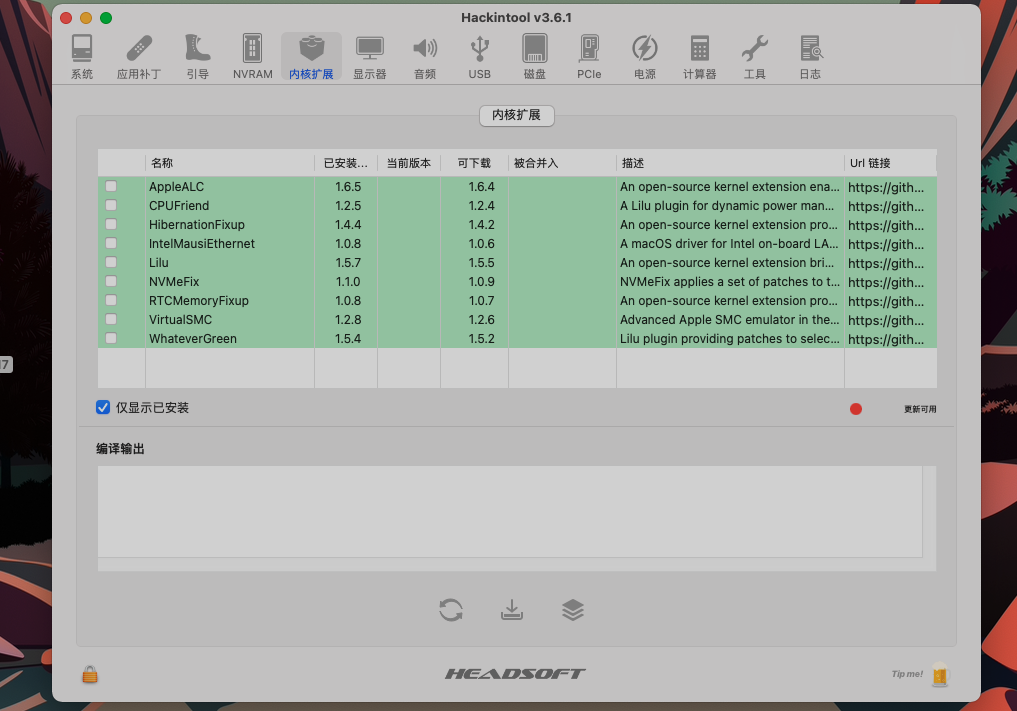 Hackintool v3.6.1
系统 应用补丁 引导 NVRAM 内核扩展 显示器 音频 USB 磁盘 PCIe 电源 计算器 工具 日志
内核扩展
名称 已安装... 当前版本 可下载 被合并入 描述 Url 链接
AppleALC 1.6.5 1.6.4 An open-source kernel extension ena... https://gith...
CPUFriend 1.2.5 1.2.4 A Lilu plugin for dynamic power man... https://gith...
HibernationFixup 1.4.4 1.4.2 An open-source kernel extension pro... https://gith...
IntelMausiEthernet 1.0.8 1.0.6 A macOS driver for Intel on-board LA... https://gith...
Lilu 1.5.7 1.5.5 An open-source kernel extension bri... https://gith...
NVMeFix 1.1.0 1.0.9 NVMeFix applies a set of patches to t... https://gith...
RTCMemoryFixup 1.0.8 1.0.7 An open-source kernel extension pro... https://gith...
VirtualSMC 1.2.8 1.2.6 Advanced Apple SMC emulator in the... https://gith...
WhateverGreen 1.5.4 1.5.2 Lilu plugin providing patches to selec... https://gith...
17
仅显示已安装 更新可用
编译输出
HEADSOFT
Tip me!